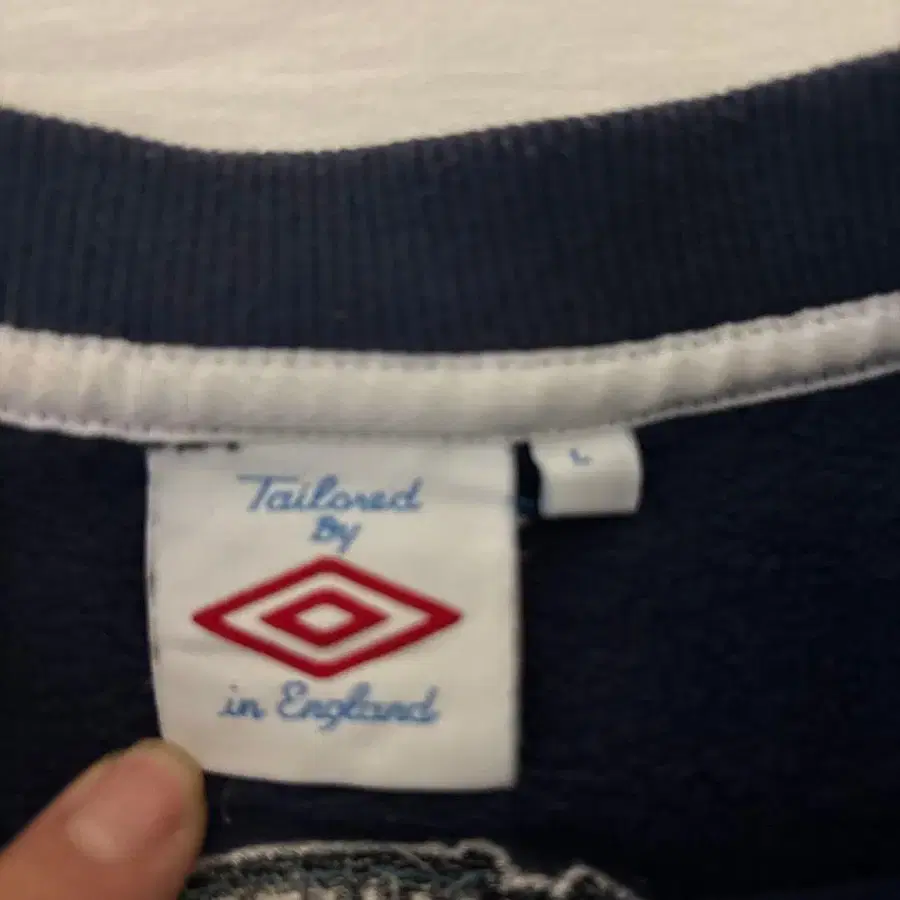 Tailored
By
in England
L